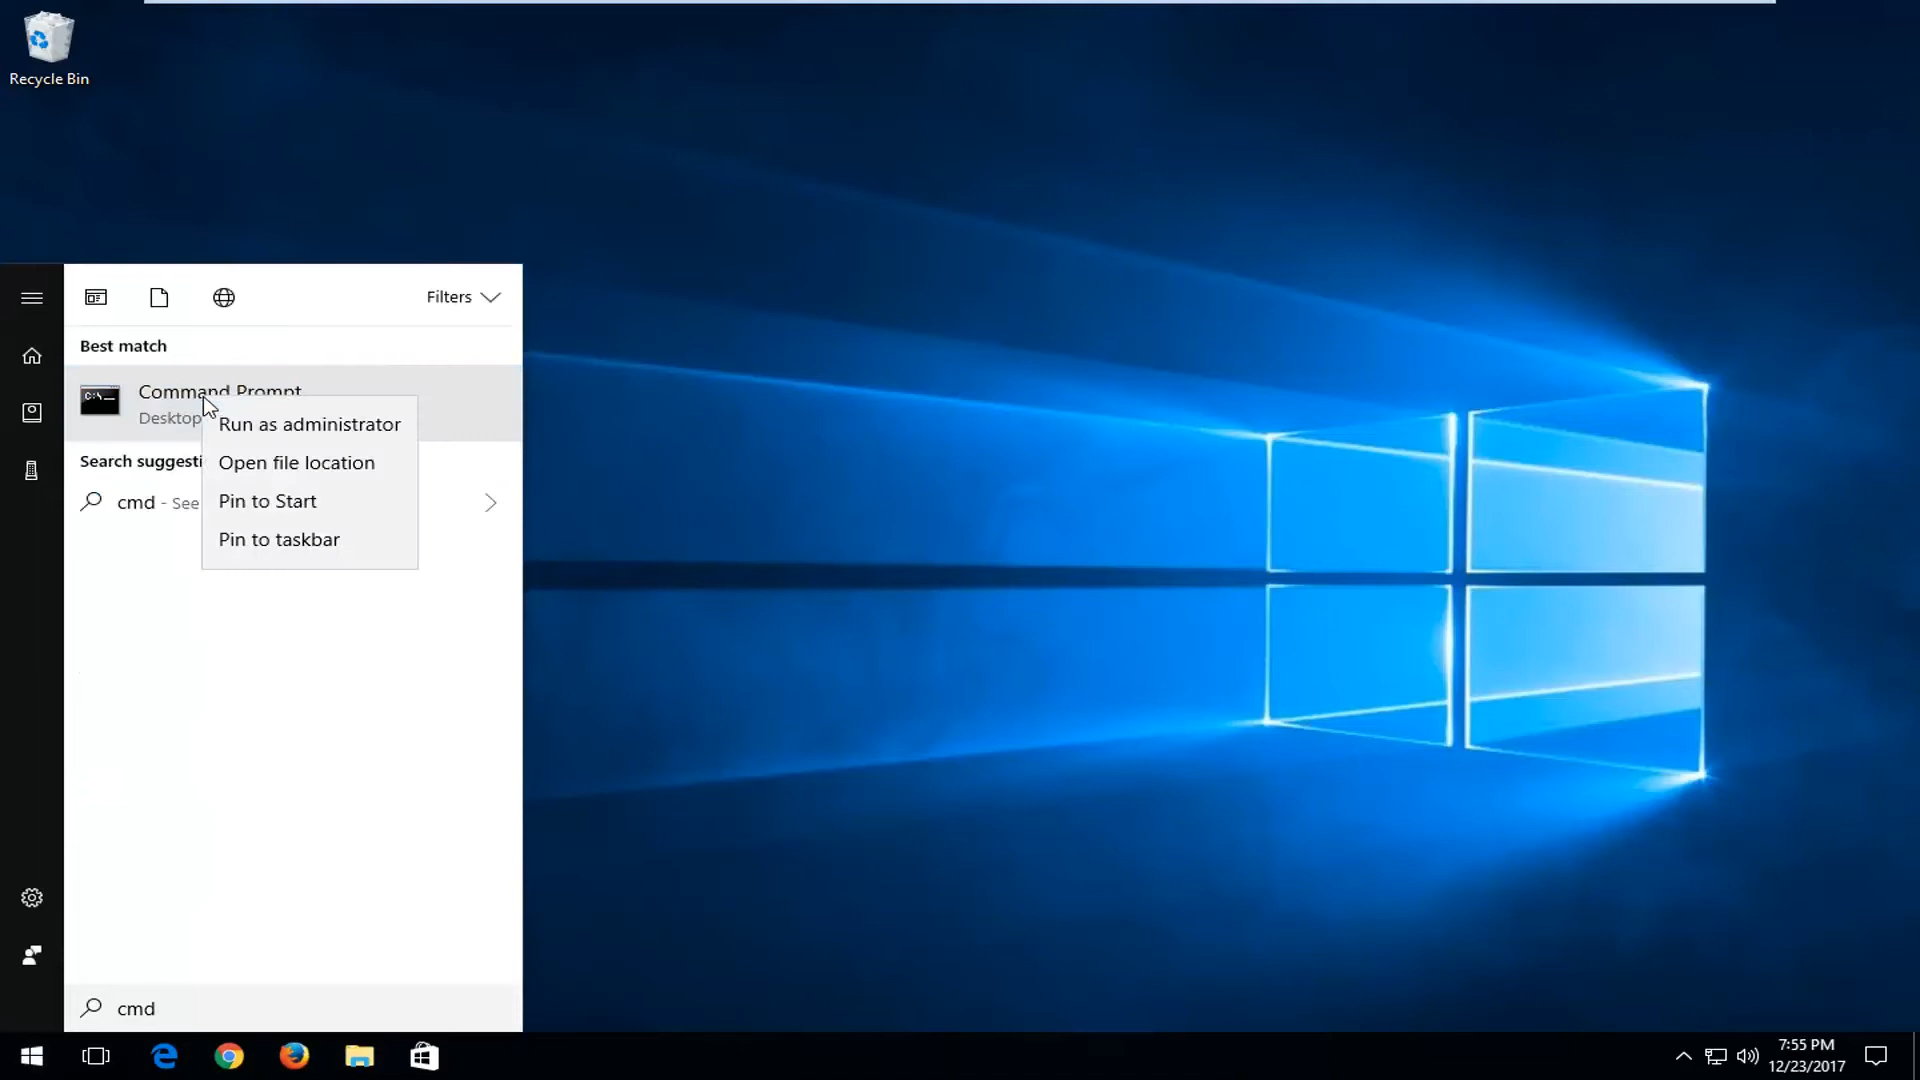 Recycle Bin
Filters
Best match
Command Prompt
Desktop
Run as administrator
Search suggesti
Open file location
cmd - See
Pin to Start
Pin to taskbar
cmd
7:55 PM
12/23/2017